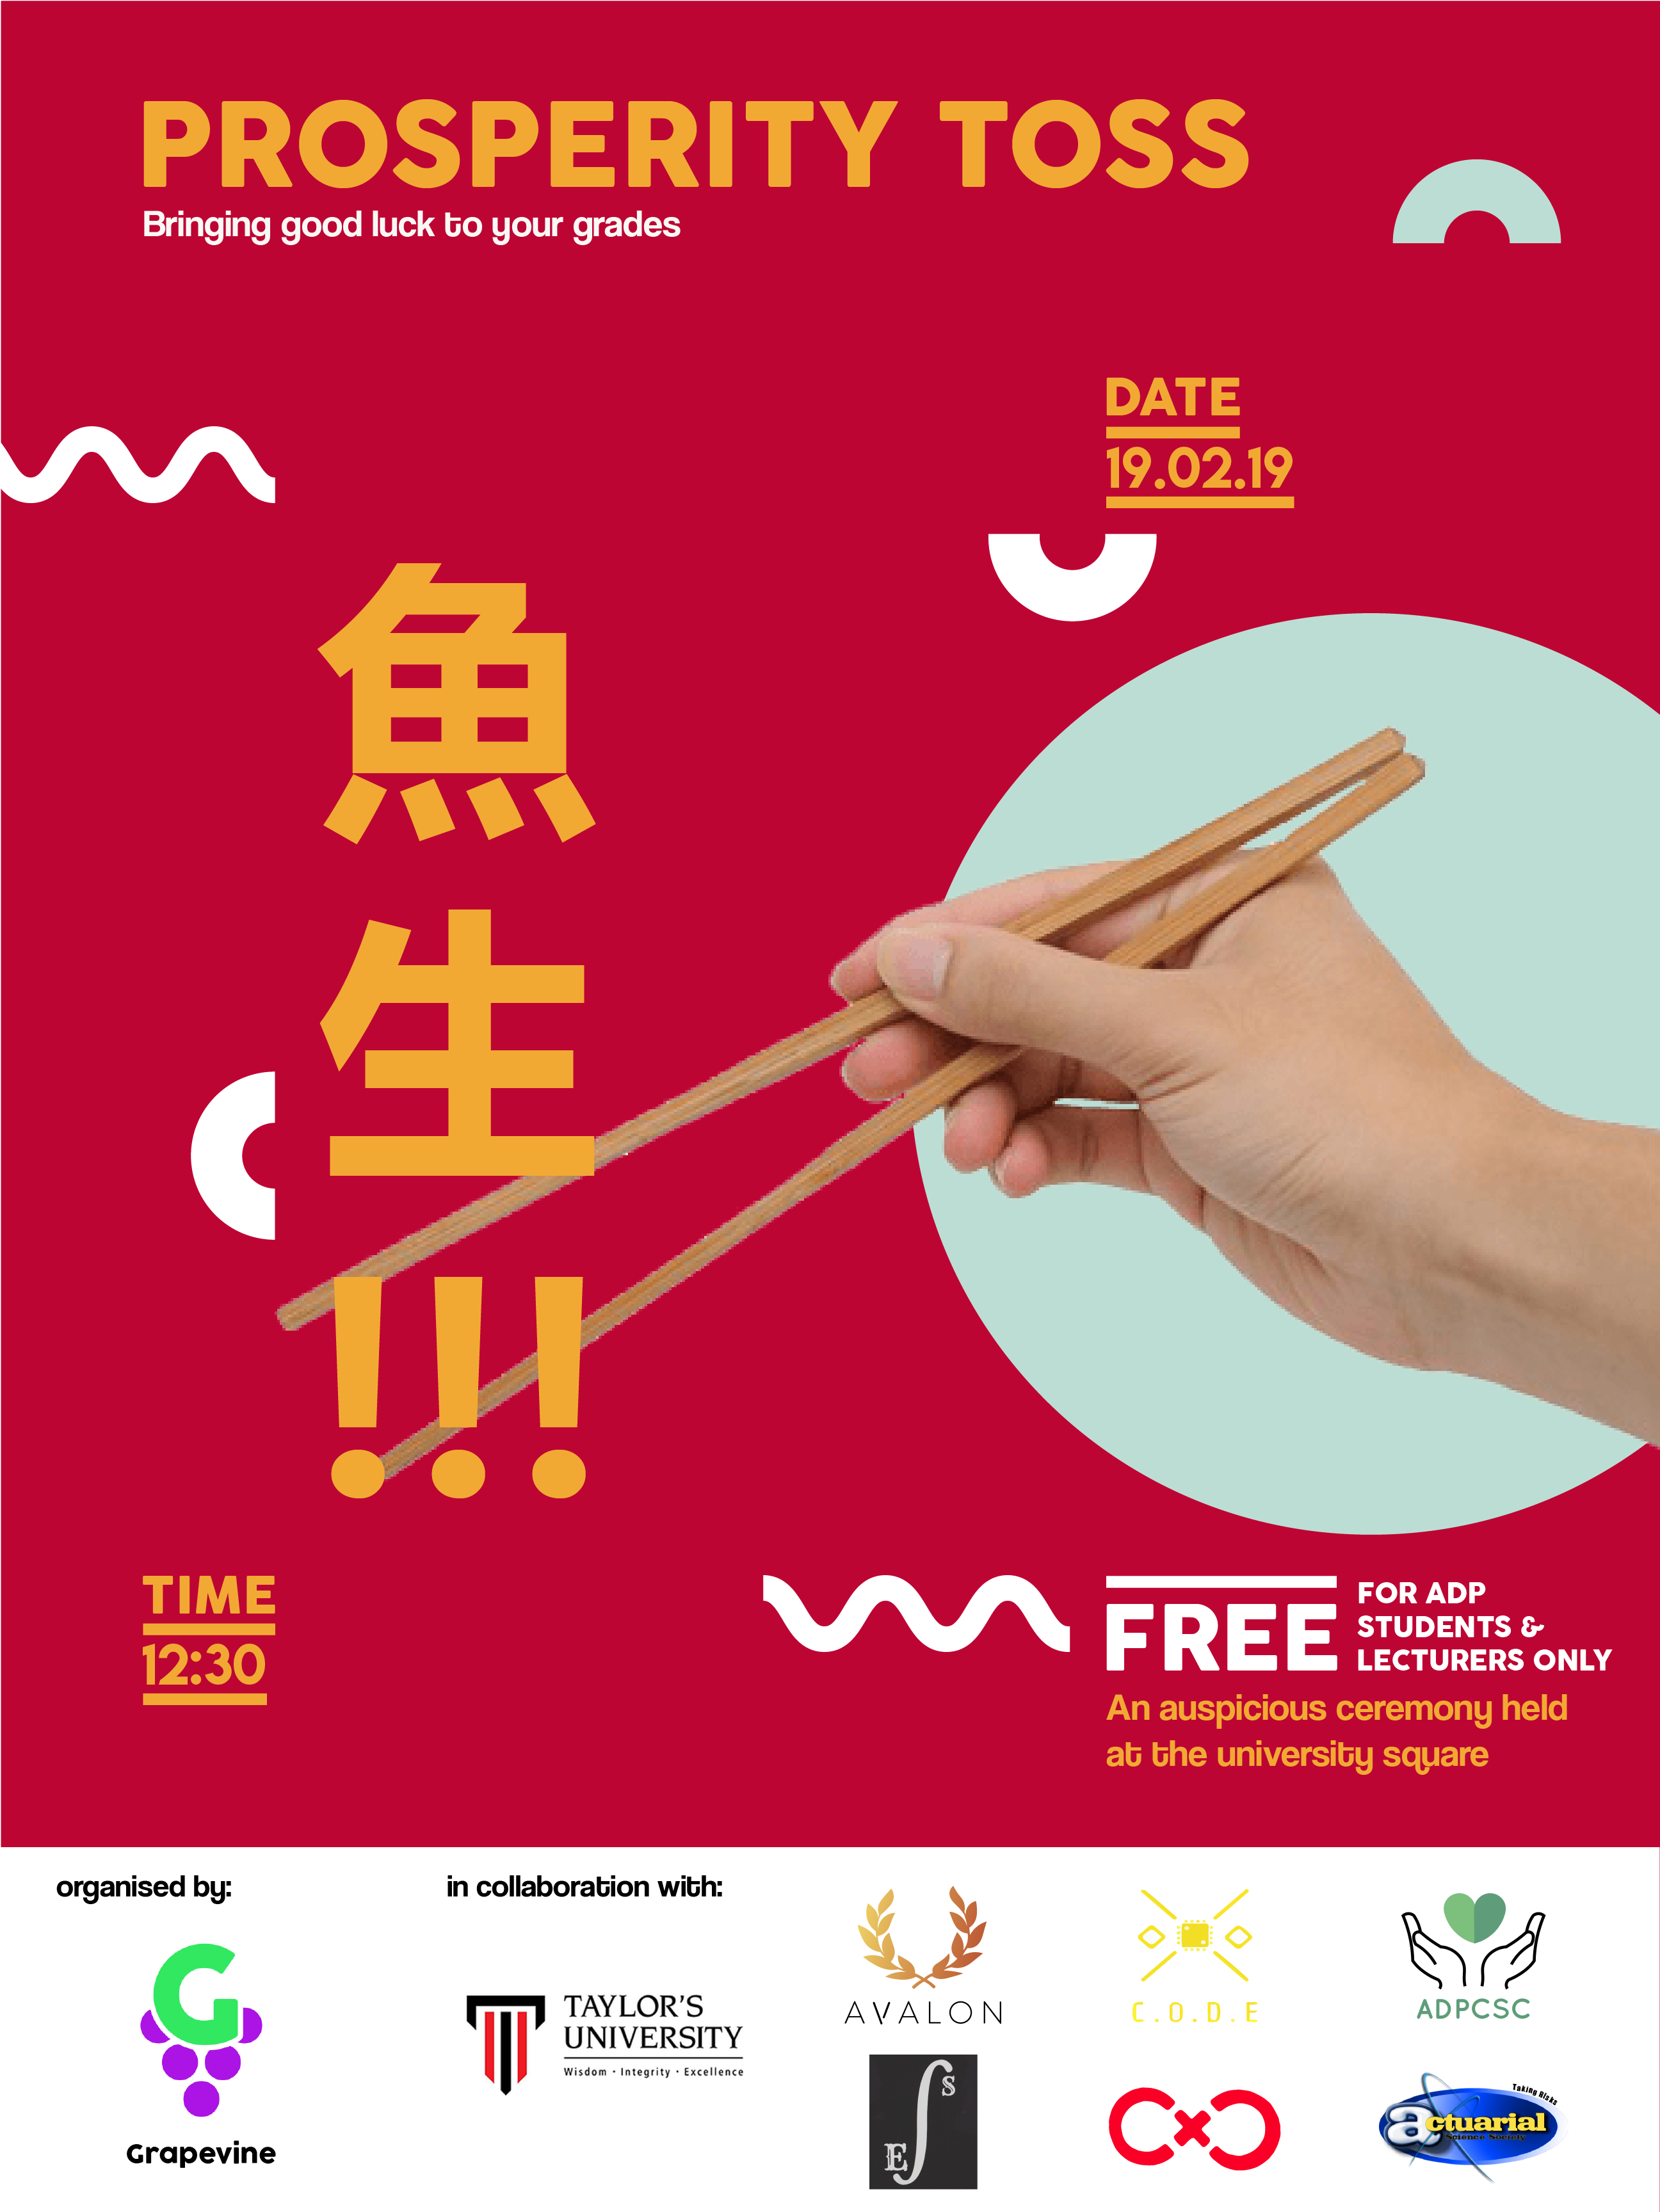 PROSPERITY TOSS
Bringing good luck to your grades
DATE
19.02.19
魚
生
!!!
TIME
12:30
FREE
FOR ADP
STUDENTS &
LECTURERS ONLY
An auspicious ceremony held
at the university square
organised by:
in collaboration with:
G
Grapevine
TAYLOR'S
UNIVERSITY
Wisdom · Integrity · Excellence
AVALON
C.O.D.E
ADPCSC
E∫S
CxC
Taking Risks
actuarial
Science Society